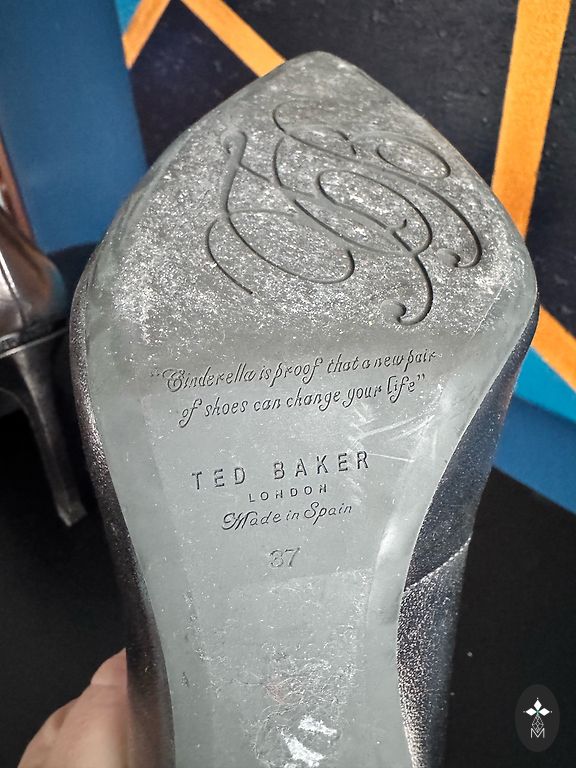 “Cinderella is proof that a new pair
of shoes can change your life”
TED BAKER
LONDON
Made in Spain
37
M